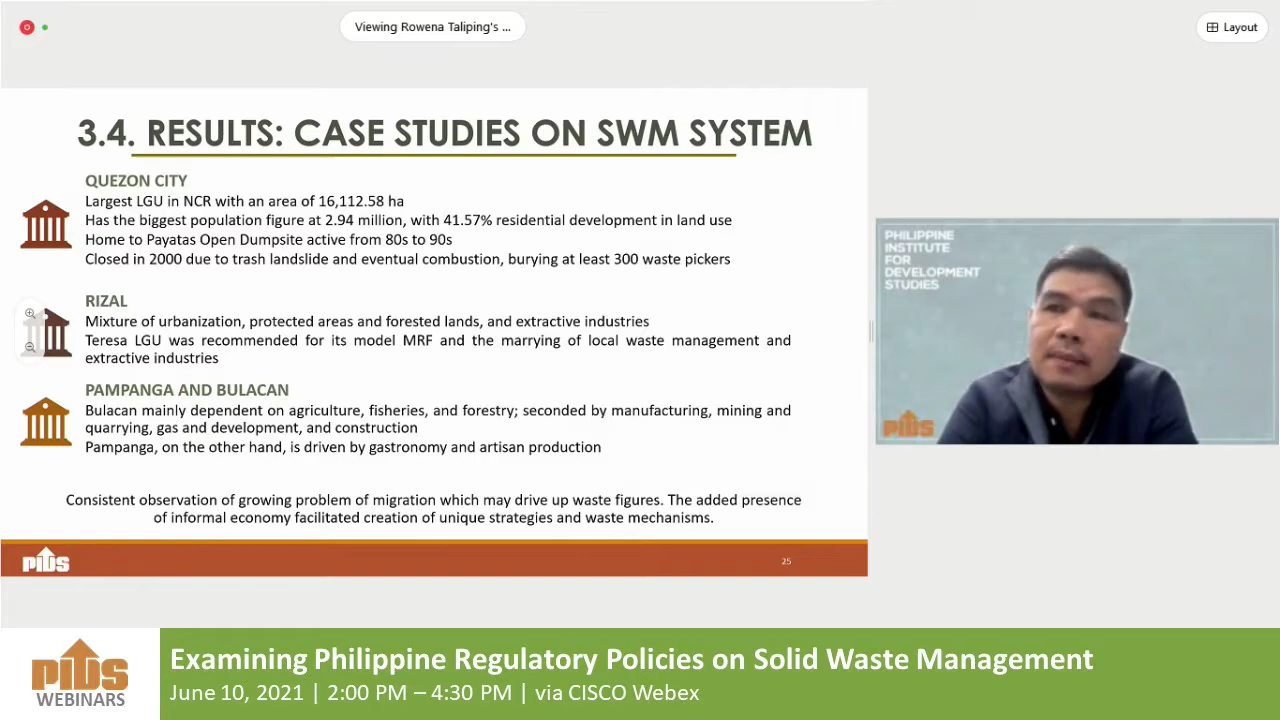 Viewing Rowena Taliping's ...
Layout
3.4. RESULTS: CASE STUDIES ON SWM SYSTEM
QUEZON CITY
Largest LGU in NCR with an area of 16,112.58 ha
Has the biggest population figure at 2.94 million, with 41.57% residential development in land use
Home to Payatas Open Dumpsite active from 80s to 90s
Closed in 2000 due to trash landslide and eventual combustion, burying at least 300 waste pickers
RIZAL
Mixture of urbanization, protected areas and forested lands, and extractive industries
Teresa LGU was recommended for its model MRF and the marrying of local waste management and
extractive industries
PAMPANGA AND BULACAN
Bulacan mainly dependent on agriculture, fisheries, and forestry; seconded by manufacturing, mining and
quarrying, gas and development, and construction
Pampanga, on the other hand, is driven by gastronomy and artisan production
Consistent observation of growing problem of migration which may drive up waste figures. The added presence
of informal economy facilitated creation of unique strategies and waste mechanisms.
PIDS
25
PHILIPPINE
INSTITUTE
FOR
DEVELOPMENT
STUDIES
PIDS
PIDS
WEBINARS
Examining Philippine Regulatory Policies on Solid Waste Management
June 10, 2021 | 2:00 PM – 4:30 PM | via CISCO Webex